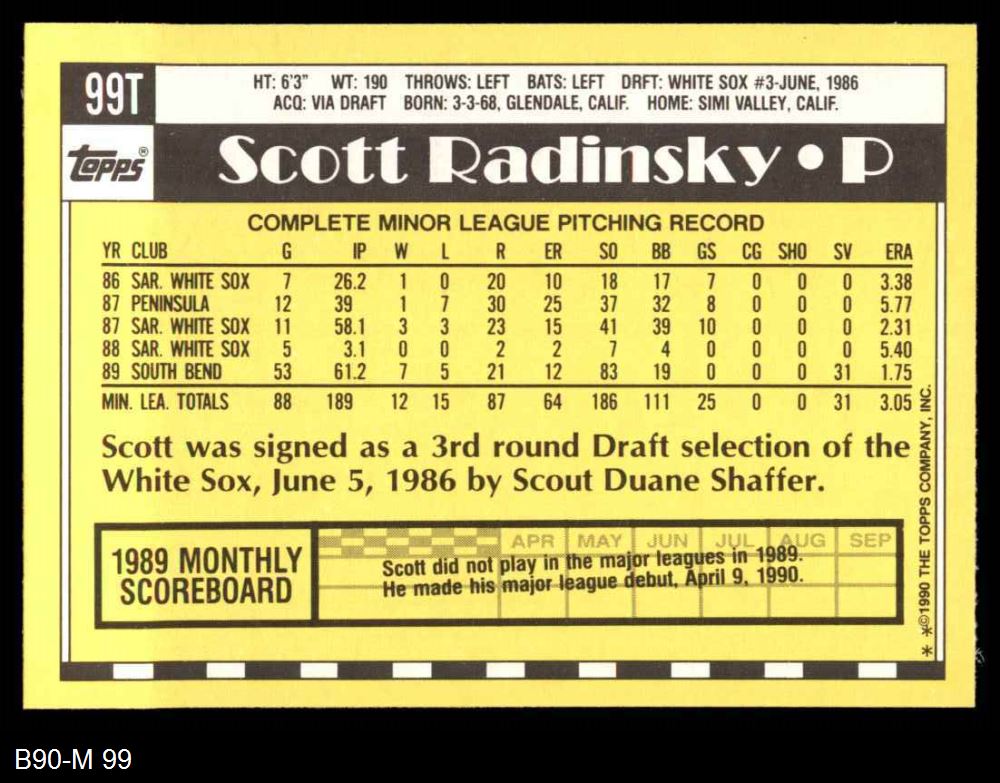 99T
HT: 6'3" WT: 190 THROWS: LEFT BATS: LEFT DRFT: WHITE SOX #3-JUNE, 1986
ACQ: VIA DRAFT BORN: 3-3-68, GLENDALE, CALIF. HOME: SIMI VALLEY, CALIF.
Topps®
Scott Radinsky • P
COMPLETE MINOR LEAGUE PITCHING RECORD
YR CLUB G IP W L R ER SO BB GS CG SHO SV ERA
86 SAR. WHITE SOX 7 26.2 1 0 20 10 18 17 7 0 0 0 3.38
87 PENINSULA 12 39 1 7 30 25 37 32 8 0 0 0 5.77
87 SAR. WHITE SOX 11 58.1 3 3 23 15 41 39 10 0 0 0 2.31
88 SAR. WHITE SOX 5 3.1 0 0 2 2 7 4 0 0 0 0 5.40
89 SOUTH BEND 53 61.2 7 5 21 12 83 19 0 0 0 31 1.75
MIN. LEA. TOTALS 88 189 12 15 87 64 186 111 25 0 0 31 3.05
Scott was signed as a 3rd round Draft selection of the
White Sox, June 5, 1986 by Scout Duane Shaffer.
1989 MONTHLY
SCOREBOARD
APR MAY JUN JUL AUG SEP
Scott did not play in the major leagues in 1989.
He made his major league debut, April 9, 1990.
* *©1990 THE TOPPS COMPANY, INC.
B90-M 99